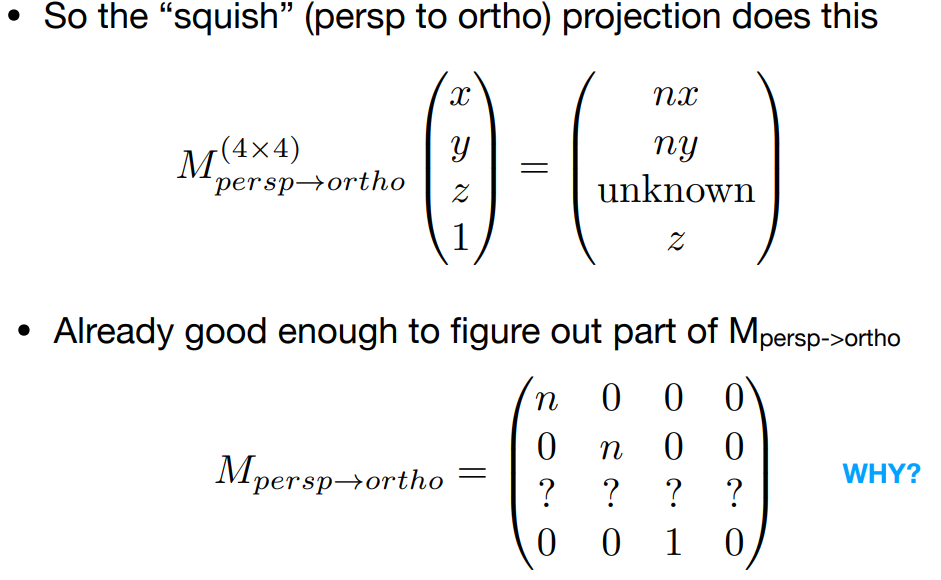 • So the “squish” (persp to ortho) projection does this
$M^{(4\times4)}_{persp\to ortho} \begin{pmatrix} x \\ y \\ z \\ 1 \end{pmatrix} = \begin{pmatrix} nx \\ ny \\ \text{unknown} \\ z \end{pmatrix}$
• Already good enough to figure out part of M_{persp->ortho}
$M_{persp\to ortho} = \begin{pmatrix} n & 0 & 0 & 0 \\ 0 & n & 0 & 0 \\ ? & ? & ? & ? \\ 0 & 0 & 1 & 0 \end{pmatrix}$ WHY?